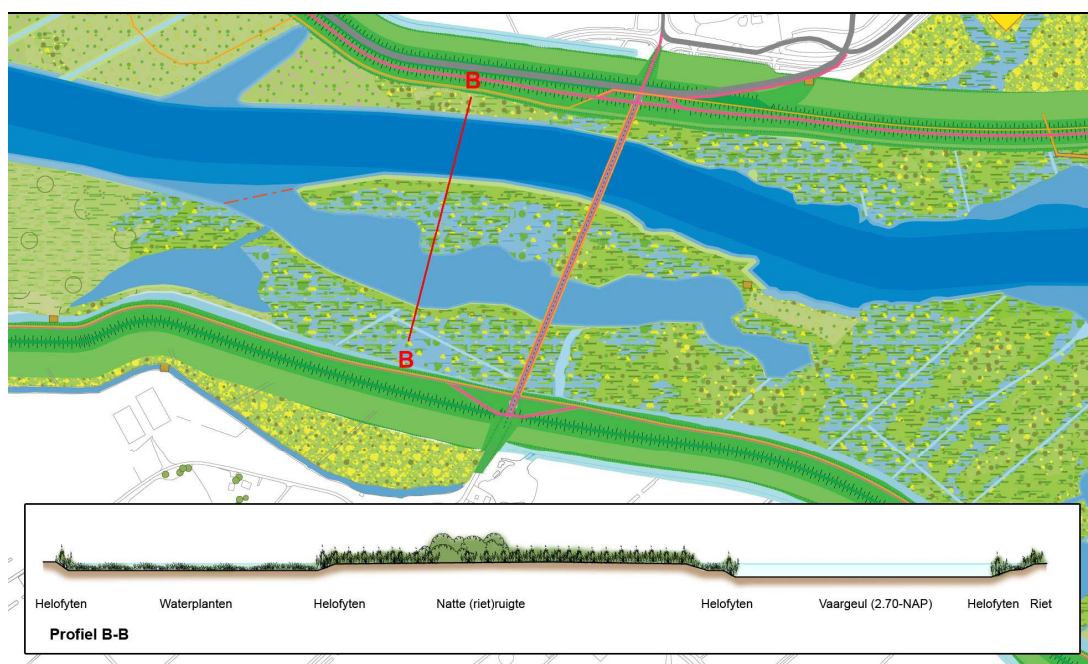 B
B
Helofyten Waterplanten Helofyten Natte (riet)ruigte Helofyten Vaargeul (2.70-NAP) Helofyten Riet
Profiel B-B